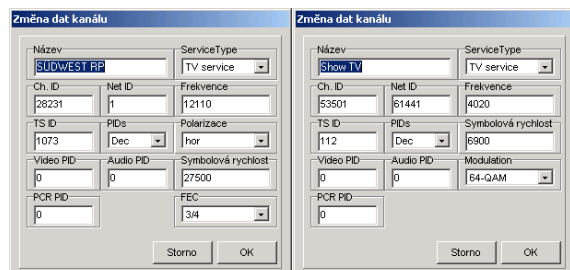 Změna dat kanálu
Název
ServiceType
SÜDWEST RP
TV service
Ch. ID
Net ID
Frekvence
28231
1
12110
TS ID
PIDs
Polarizace
1073
Dec
hor
Video PID
Audio PID
Symbolová rychlost
0
0
27500
PCR PID
FEC
0
3/4
Storno
OK
Změna dat kanálu
Název
ServiceType
Show TV
TV service
Ch. ID
Net ID
Frekvence
53501
61441
4020
TS ID
PIDs
Symbolová rychlost
112
Dec
6900
Video PID
Audio PID
Modulation
0
0
64-QAM
PCR PID
0
Storno
OK